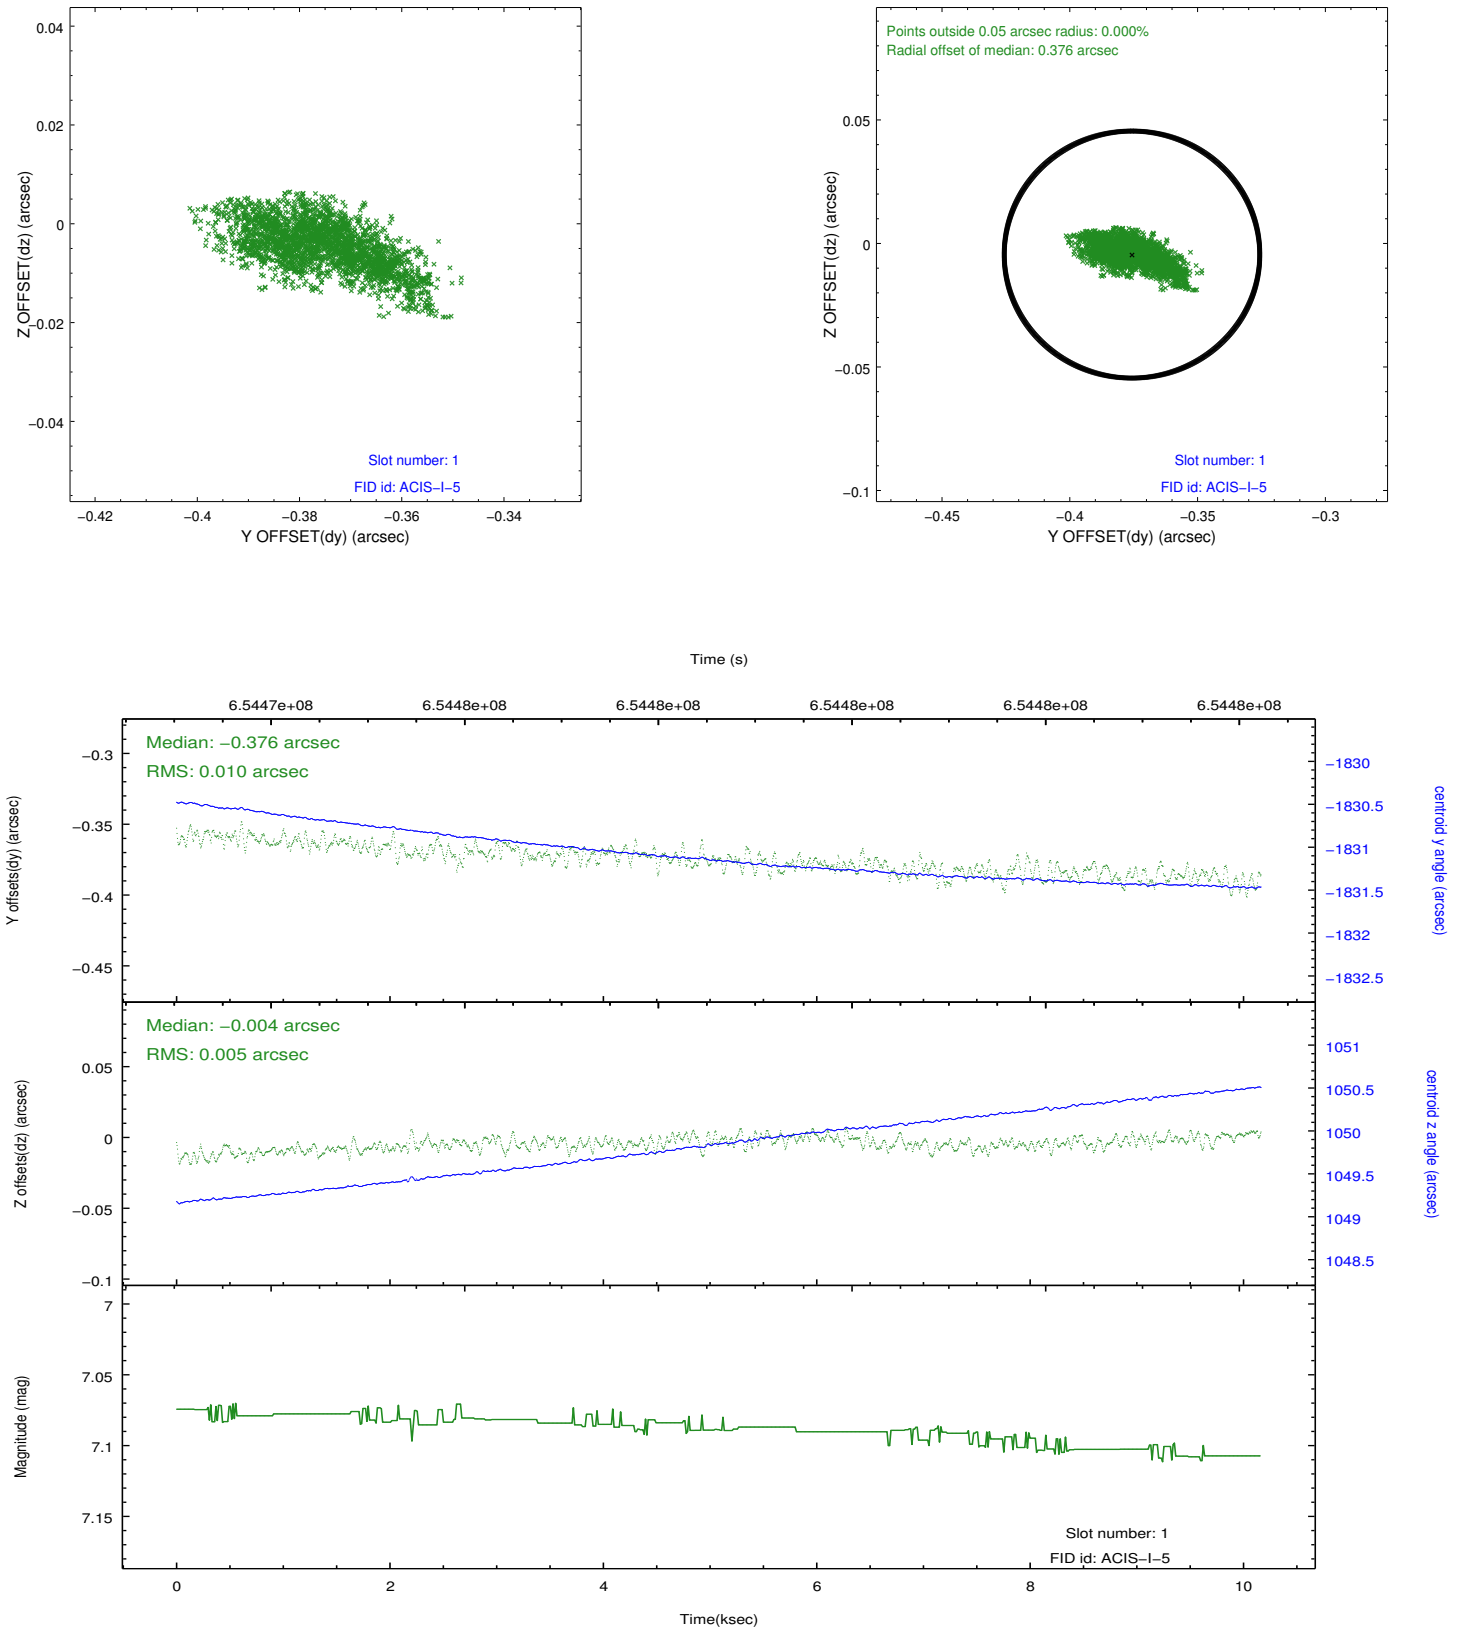 0.04
0.02
0
−0.02
−0.04
Z OFFSET(dz) (arcsec)
Slot number: 1
FID id: ACIS−I−5
−0.42
−0.4
−0.38
−0.36
−0.34
Y OFFSET(dy) (arcsec)
Points outside 0.05 arcsec radius: 0.000%
Radial offset of median: 0.376 arcsec
0.05
0
−0.05
−0.1
Z OFFSET(dz) (arcsec)
Slot number: 1
FID id: ACIS−I−5
−0.45
−0.4
−0.35
−0.3
Y OFFSET(dy) (arcsec)
Time (s)
6.5447e+08
6.5448e+08
6.5448e+08
6.5448e+08
6.5448e+08
6.5448e+08
Median: −0.376 arcsec
RMS: 0.010 arcsec
−0.3
−0.35
−0.4
−0.45
Y offsets(dy) (arcsec)
−1830
−1830.5
−1831
−1831.5
−1832
−1832.5
centroid y angle (arcsec)
Median: −0.004 arcsec
RMS: 0.005 arcsec
0.05
0
−0.05
−0.1
Z offsets(dz) (arcsec)
1051
1050.5
1050
1049.5
1049
1048.5
centroid z angle (arcsec)
7
7.05
7.1
7.15
Magnitude (mag)
Slot number: 1
FID id: ACIS−I−5
0
2
4
6
8
10
Time(ksec)